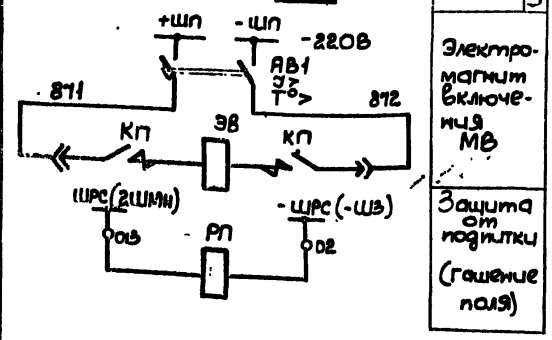 +ШП
-ШП
-220В
АВ1
I>
T°>
871
872
КП
ЭВ
КП
ШРС(2ШМН)
-ШРС(-ШЗ)
013
РП
02
Электро-
магнит
включе-
ния
МВ
Защита
от
подпитки
(гашение
поля)